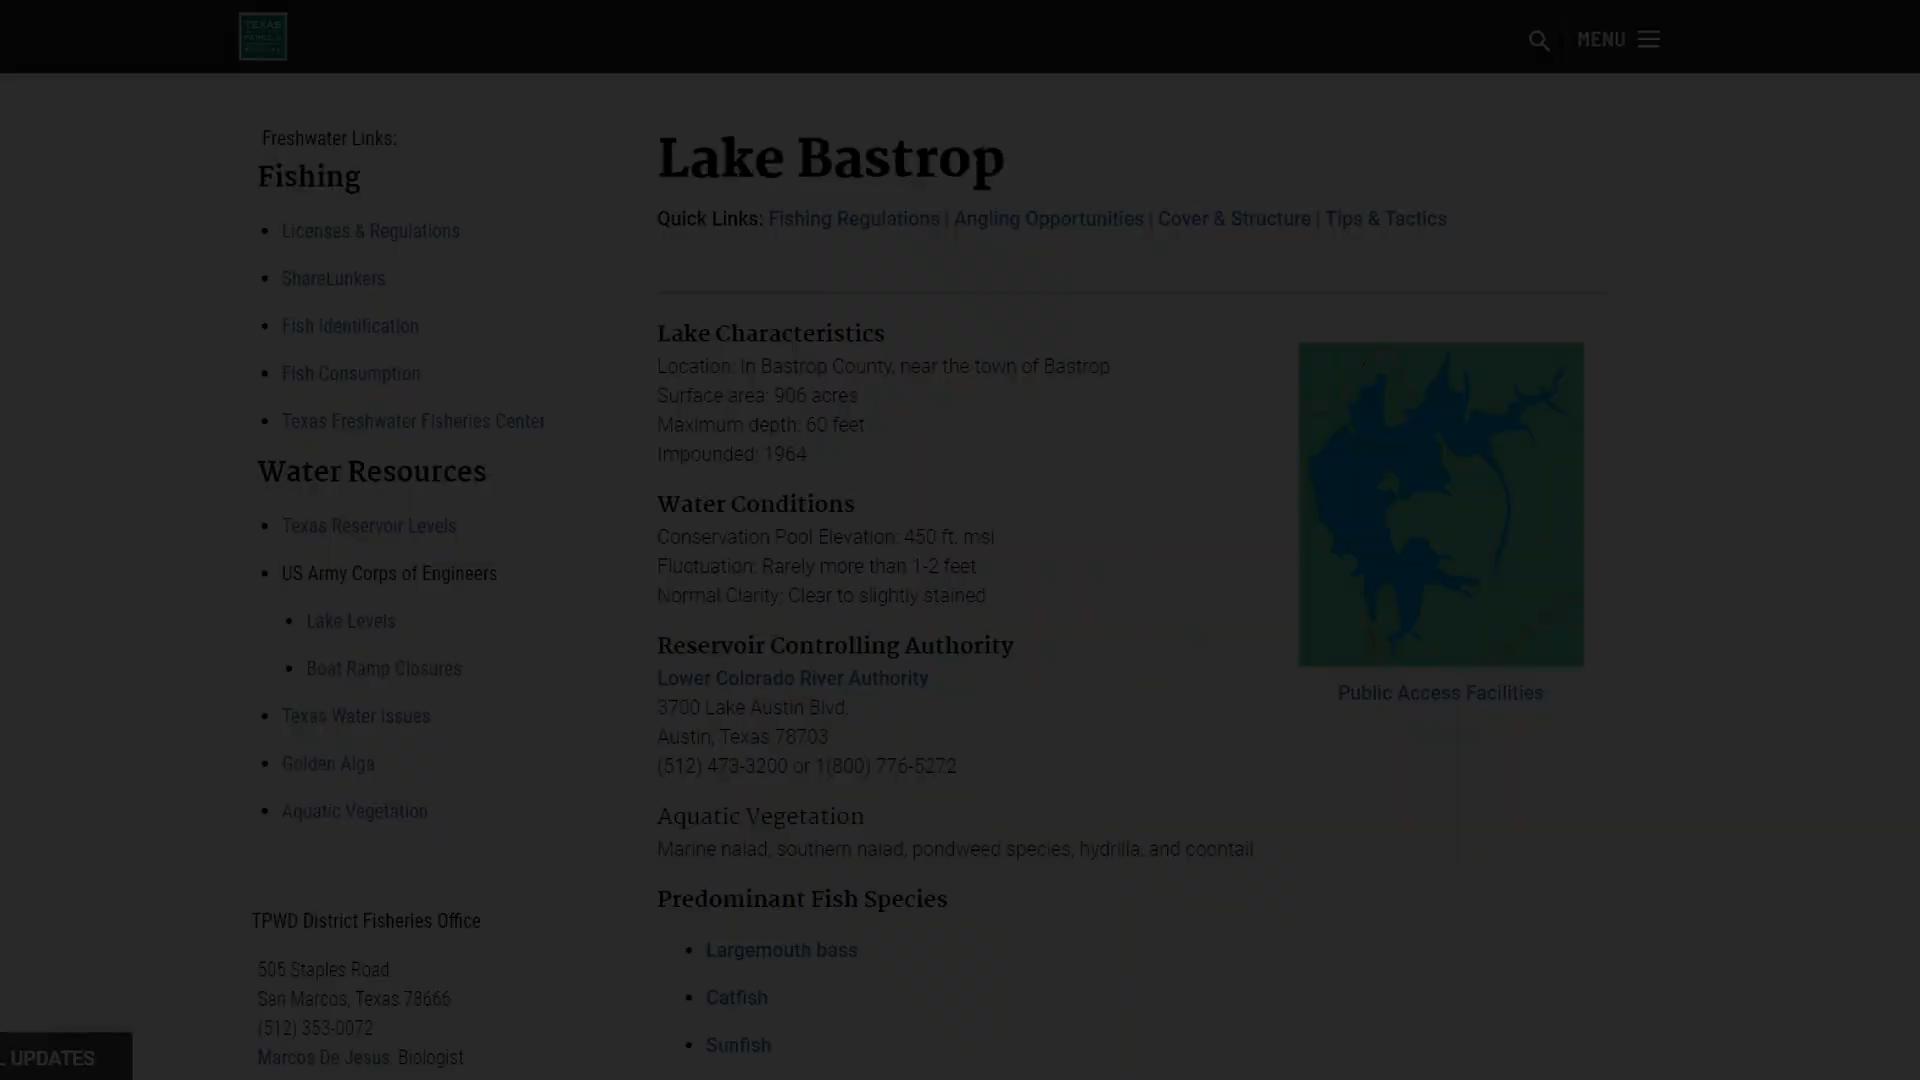 TEXAS
MENU
Freshwater Links:
Fishing
Licenses & Regulations
ShareLunkers
Fish Identification
Fish Consumption
Texas Freshwater Fisheries Center
Water Resources
Texas Reservoir Levels
US Army Corps of Engineers
Lake Levels
Boat Ramp Closures
Texas Water Issues
Golden Alga
Aquatic Vegetation
TPWD District Fisheries Office
505 Staples Road
San Marcos, Texas 78666
(512) 353-0072
Marcos De Jesus, Biologist
L UPDATES
Lake Bastrop
Quick Links: Fishing Regulations | Angling Opportunities | Cover & Structure | Tips & Tactics
Lake Characteristics
Location: In Bastrop County, near the town of Bastrop
Surface area: 906 acres
Maximum depth: 60 feet
Impounded: 1964
Water Conditions
Conservation Pool Elevation: 450 ft. msl
Fluctuation: Rarely more than 1-2 feet
Normal Clarity: Clear to slightly stained
Reservoir Controlling Authority
Lower Colorado River Authority
3700 Lake Austin Blvd.
Austin, Texas 78703
(512) 473-3200 or 1(800) 776-5272
Aquatic Vegetation
Marine naiad, southern naiad, pondweed species, hydrilla, and coontail
Predominant Fish Species
Largemouth bass
Catfish
Sunfish
Public Access Facilities